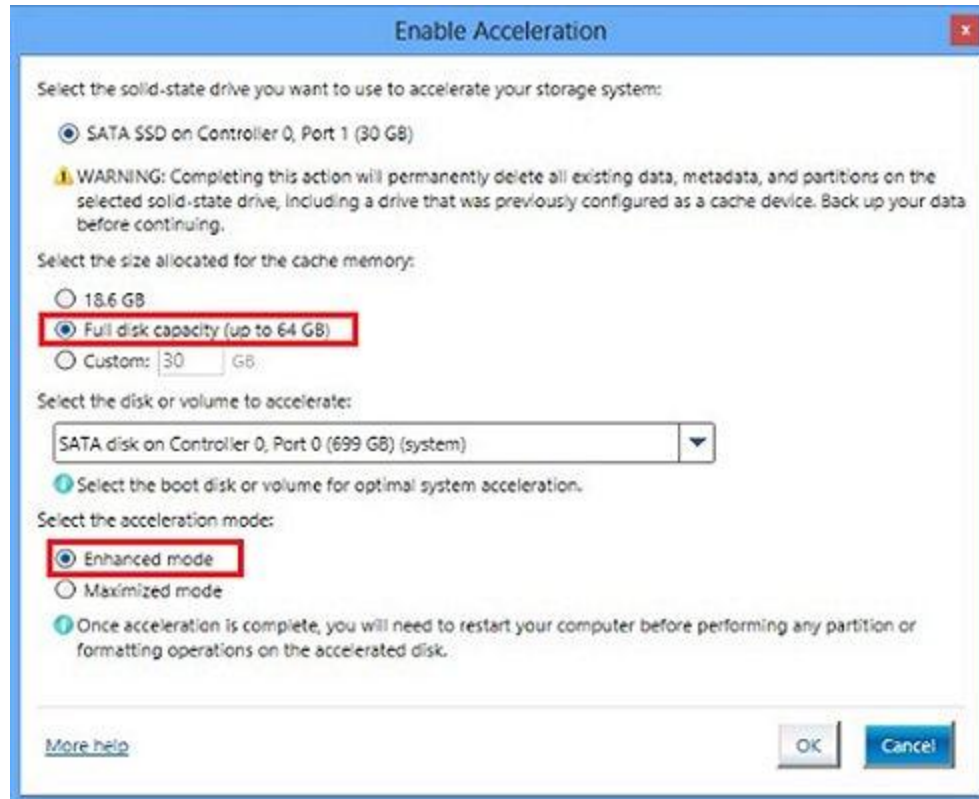 Enable Acceleration
x
Select the solid-state drive you want to use to accelerate your storage system:
SATA SSD on Controller 0, Port 1 (30 GB)
WARNING: Completing this action will permanently delete all existing data, metadata, and partitions on the
selected solid-state drive, including a drive that was previously configured as a cache device. Back up your data
before continuing.
Select the size allocated for the cache memory:
18.6 GB
Full disk capacity (up to 64 GB)
Custom: 30 GB
Select the disk or volume to accelerate:
SATA disk on Controller 0, Port 0 (699 GB) (system)
Select the boot disk or volume for optimal system acceleration.
Select the acceleration mode:
Enhanced mode
Maximized mode
Once acceleration is complete, you will need to restart your computer before performing any partition or
formatting operations on the accelerated disk.
More help
OK Cancel